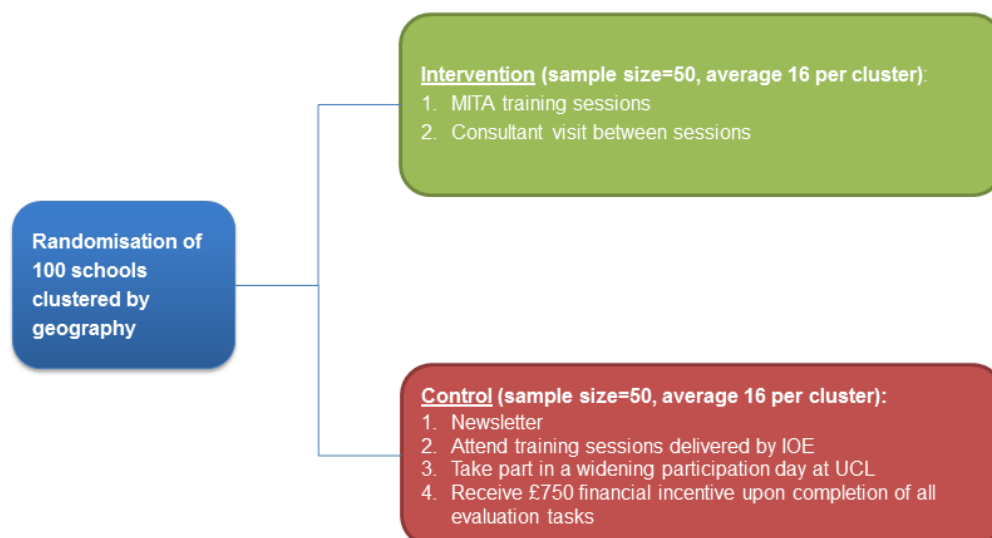 Intervention (sample size=50, average 16 per cluster):
1. MITA training sessions
2. Consultant visit between sessions
Randomisation of
100 schools
clustered by
geography
Control (sample size=50, average 16 per cluster):
1. Newsletter
2. Attend training sessions delivered by IOE
3. Take part in a widening participation day at UCL
4. Receive £750 financial incentive upon completion of all
evaluation tasks